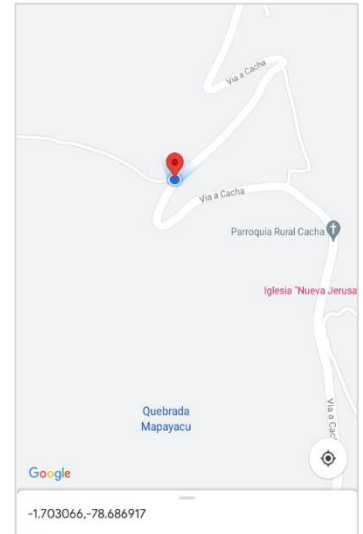 Via a Cacha
Via a Cacha
Parroquia Rural Cacha
Iglesia "Nueva Jerusa
Quebrada
Mapayacu
Via a Cac
Google
-1.703066,-78.686917